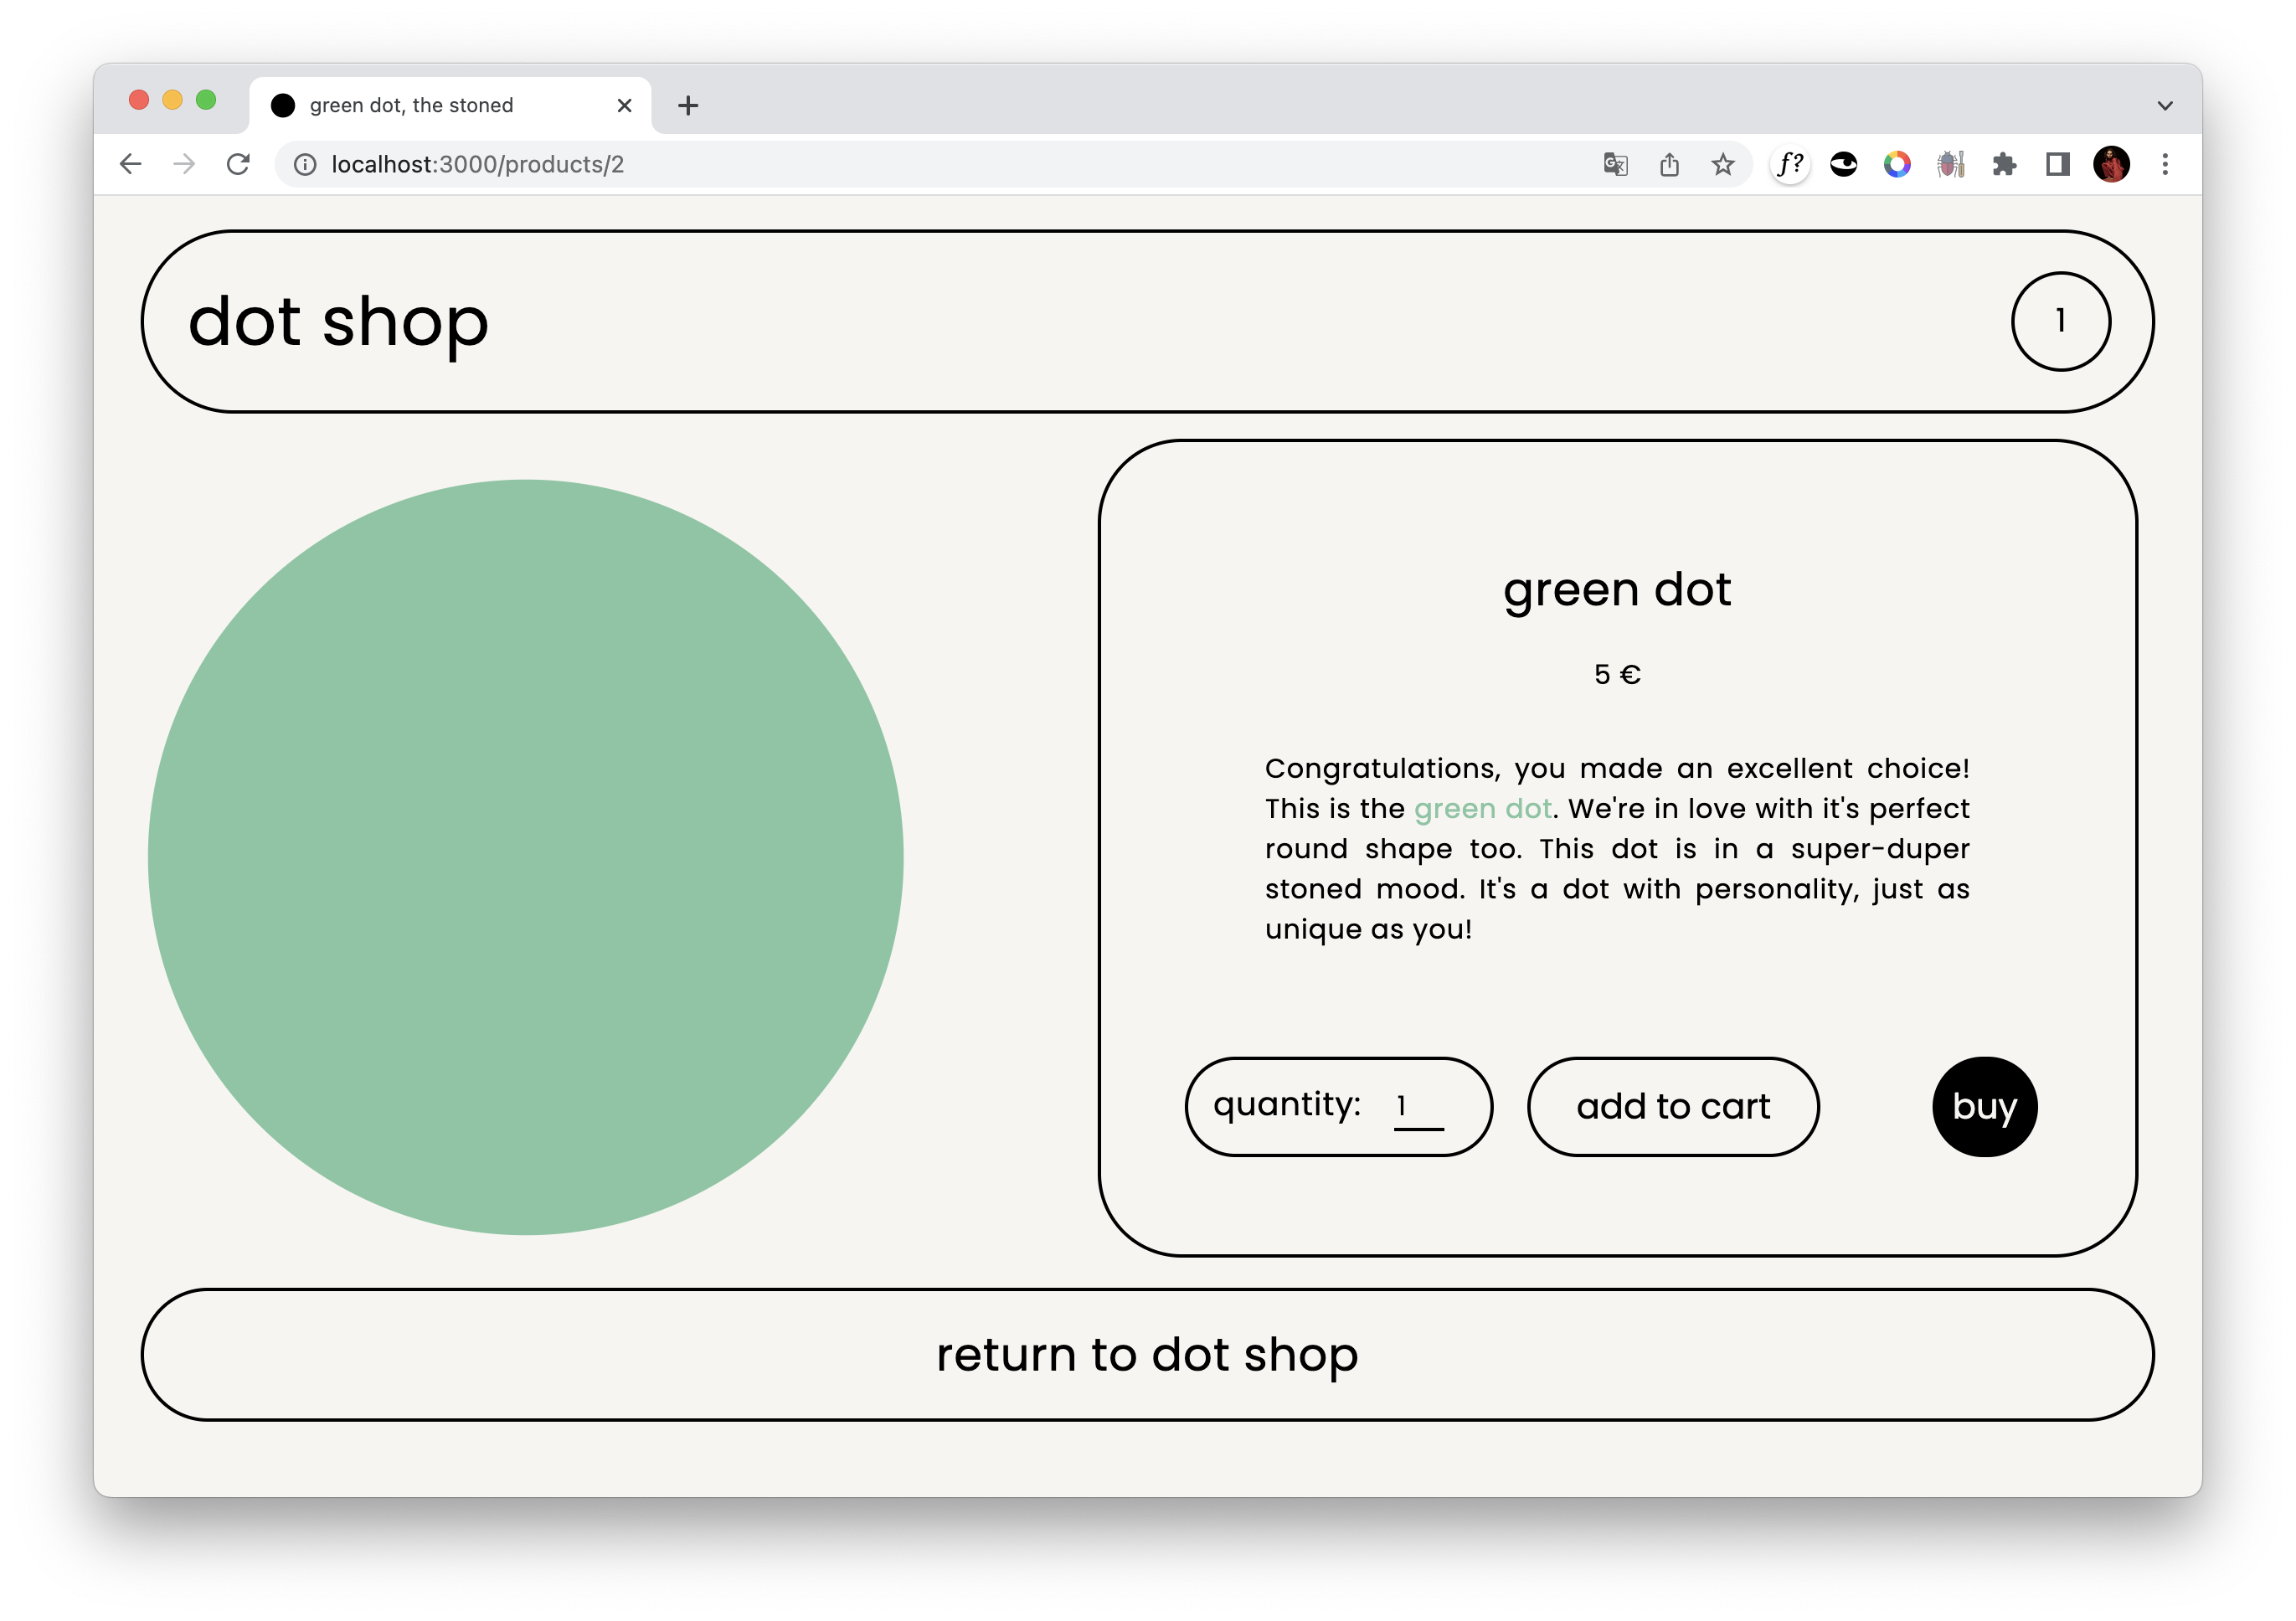 green dot, the stoned
localhost:3000/products/2
f?
dot shop
1
green dot
5 €
Congratulations, you made an excellent choice!
This is the green dot. We're in love with it's perfect
round shape too. This dot is in a super-duper
stoned mood. It's a dot with personality, just as
unique as you!
quantity: 1
add to cart
buy
return to dot shop